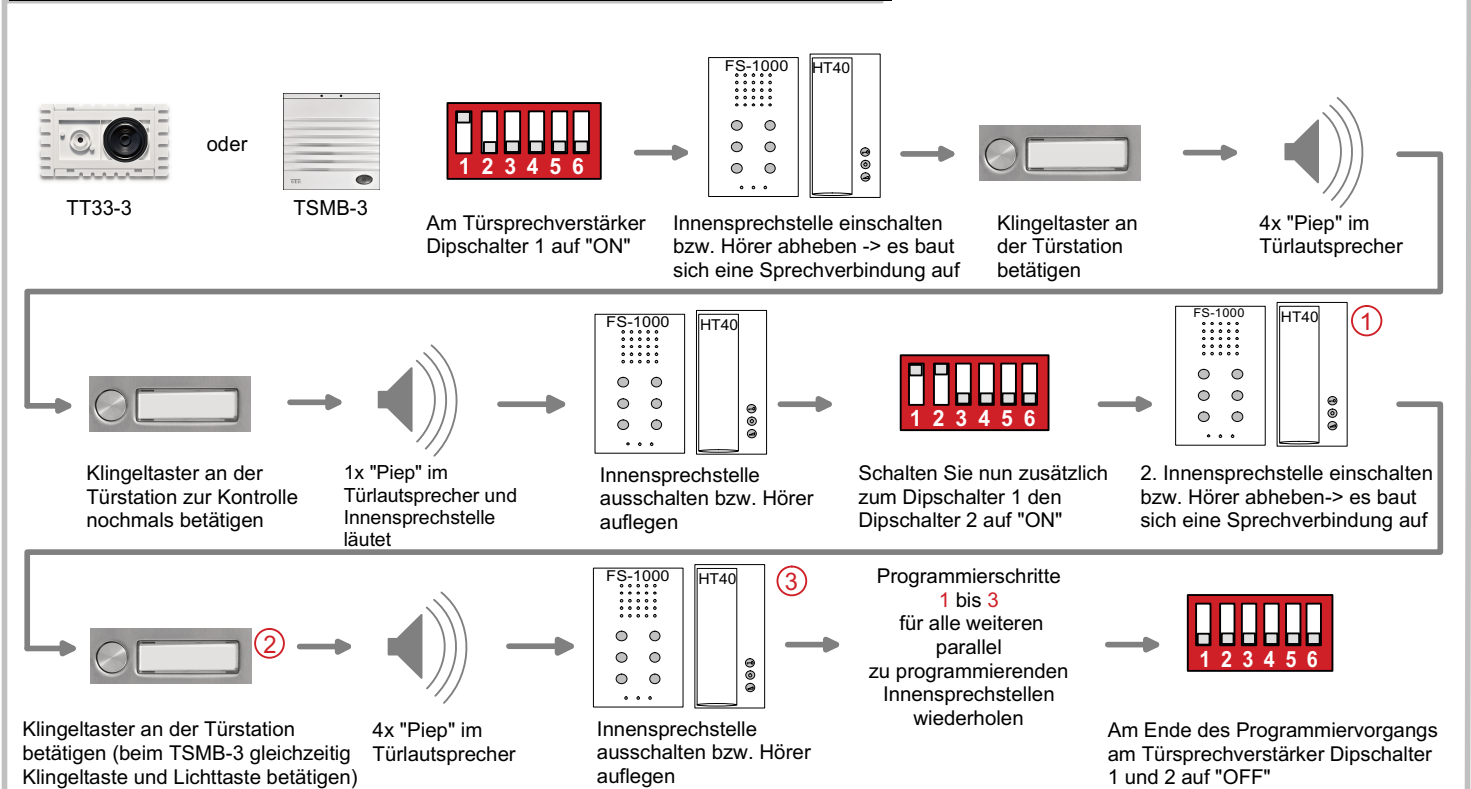 TT33-3
oder
TSMB-3
1 2 3 4 5 6
Am Türsprechverstärker
Dipschalter 1 auf "ON"
FS-1000
HT40
Innensprechstelle einschalten
bzw. Hörer abheben -> es baut
sich eine Sprechverbindung auf
Klingeltaster an
der Türstation
betätigen
4x "Piep" im
Türlautsprecher
Klingeltaster an der
Türstation zur Kontrolle
nochmals betätigen
1x "Piep" im
Türlautsprecher und
Innensprechstelle
läutet
FS-1000
HT40
Innensprechstelle
ausschalten bzw. Hörer
auflegen
1 2 3 4 5 6
Schalten Sie nun zusätzlich
zum Dipschalter 1 den
Dipschalter 2 auf "ON"
FS-1000
HT40
1
2. Innensprechstelle einschalten
bzw. Hörer abheben-> es baut
sich eine Sprechverbindung auf
2
Klingeltaster an der Türstation
betätigen (beim TSMB-3 gleichzeitig
Klingeltaste und Lichttaste betätigen)
4x "Piep" im
Türlautsprecher
FS-1000
HT40
3
Innensprechstelle
ausschalten bzw. Hörer
auflegen
Programmierschritte
1 bis 3
für alle weiteren
parallel
zu programmierenden
Innensprechstellen
wiederholen
1 2 3 4 5 6
Am Ende des Programmiervorgangs
am Türsprechverstärker Dipschalter
1 und 2 auf "OFF"